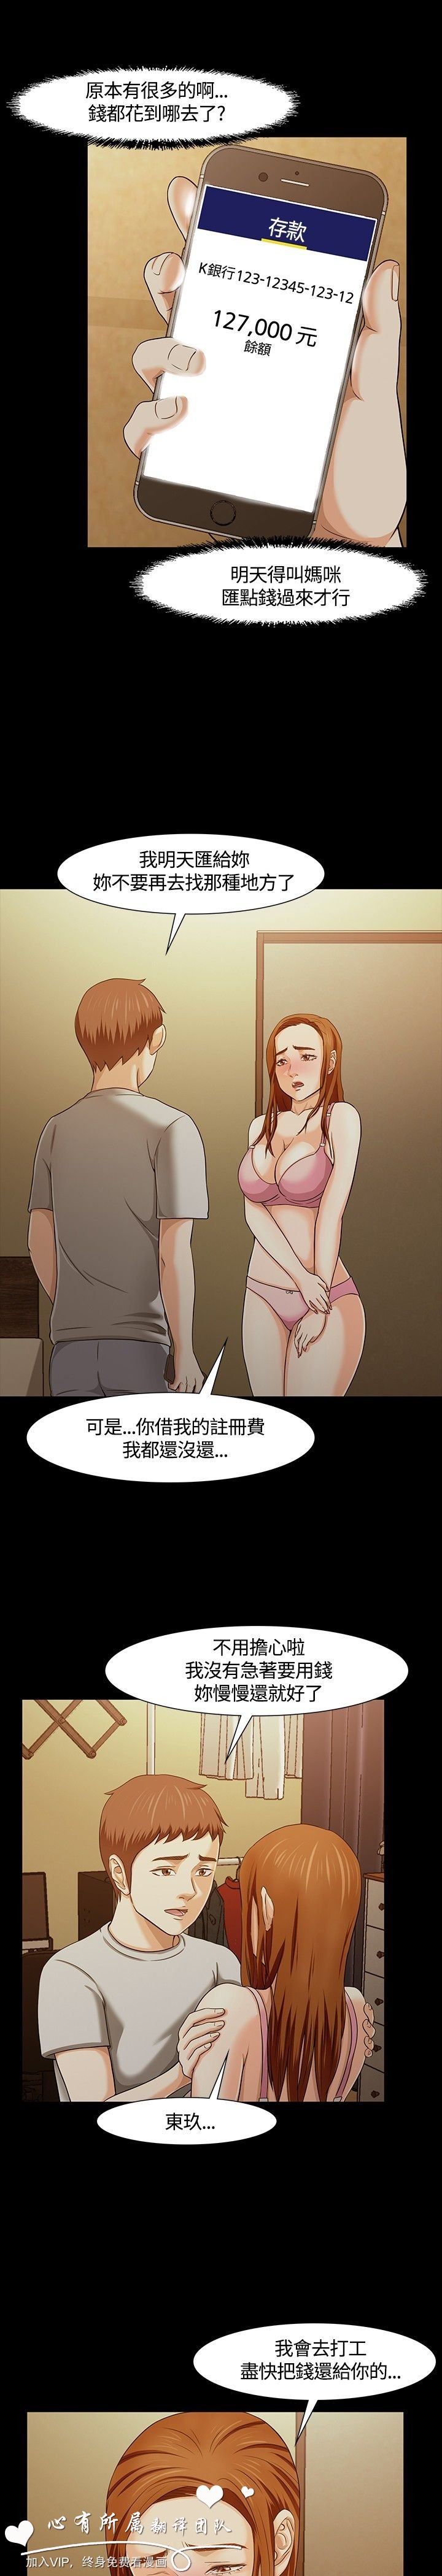 原本有很多的啊...
錢都花到哪去了?
存款
K銀行123-12345-123-12
127,000 元
餘額
明天得叫媽咪
匯點錢過來才行
我明天匯給妳
妳不要再去找那種地方了
可是...你借我的註冊費
我都還沒還...
不用擔心啦
我沒有急著要用錢
妳慢慢還就好了
東玖...
我會去打工
盡快把錢還給你的...
心有所属翻译团队
加入VIP，终身免费看漫画